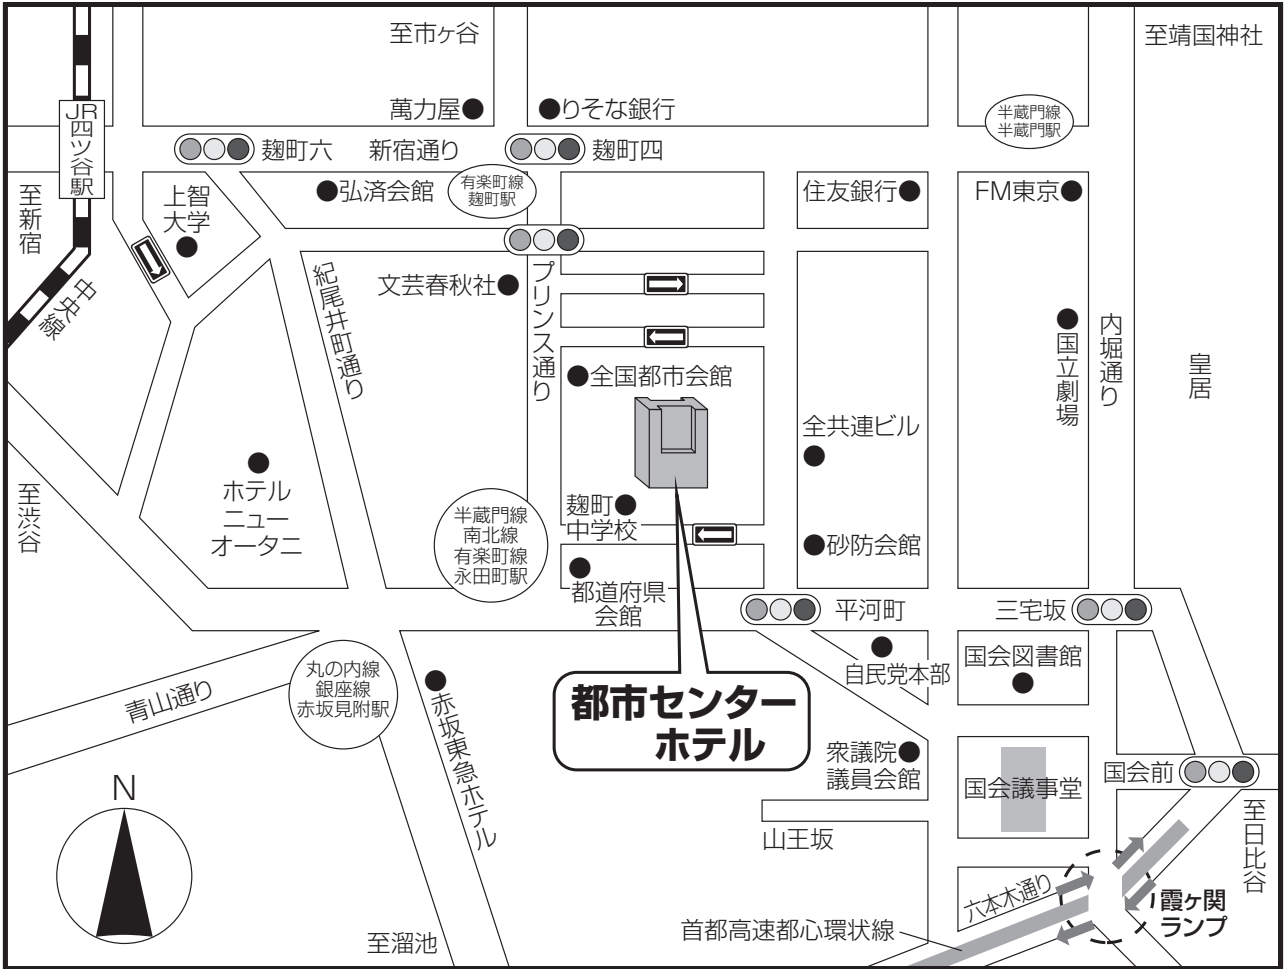 至市ヶ谷
至靖国神社
萬力屋
りそな銀行
半蔵門線
半蔵門駅
JR四ツ谷駅
麹町六
新宿通り
麹町四
至新宿
上智
大学
弘済会館
有楽町線
麹町駅
住友銀行
FM東京
中央線
紀尾井町通り
文芸春秋社
プリンス通り
国立劇場
内堀通り
皇居
全国都市会館
全共連ビル
至渋谷
ホテル
ニュー
オータニ
半蔵門線
南北線
有楽町線
永田町駅
麹町
中学校
砂防会館
都道府県
会館
平河町
三宅坂
丸の内線
銀座線
赤坂見附駅
青山通り
赤坂東急ホテル
都市センター
ホテル
自民党本部
国会図書館
衆議院
議員会館
国会議事堂
国会前
山王坂
至日比谷
N
六本木通り
霞ヶ関
ランプ
首都高速都心環状線
至溜池